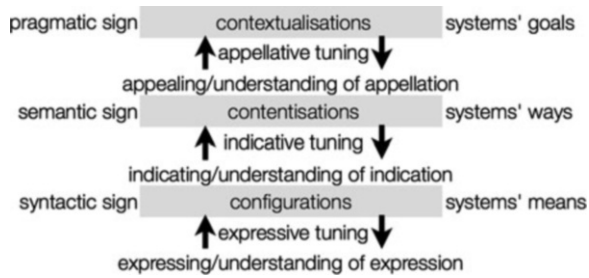 pragmatic sign contextualisations systems' goals
appellative tuning
appealing/understanding of appellation
semantic sign contentisations systems' ways
indicative tuning
indicating/understanding of indication
syntactic sign configurations systems' means
expressive tuning
expressing/understanding of expression